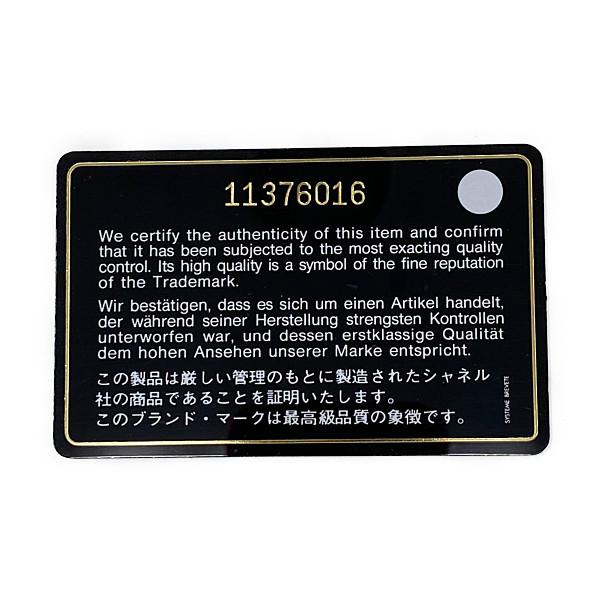 11376016
We certify the authenticity of this item and confirm
that it has been subjected to the most exacting quality
control. Its high quality is a symbol of the fine reputation
of the Trademark.
Wir bestätigen, dass es sich um einen Artikel handelt,
der während seiner Herstellung strengsten Kontrollen
unterworfen war, und dessen erstklassige Qualität
dem hohen Ansehen unserer Marke entspricht.
この製品は厳しい管理のもとに製造されたシャネル
社の商品であることを証明いたします。
このブランド・マークは最高級品質の象徴です。
SYSTEME BREVETE